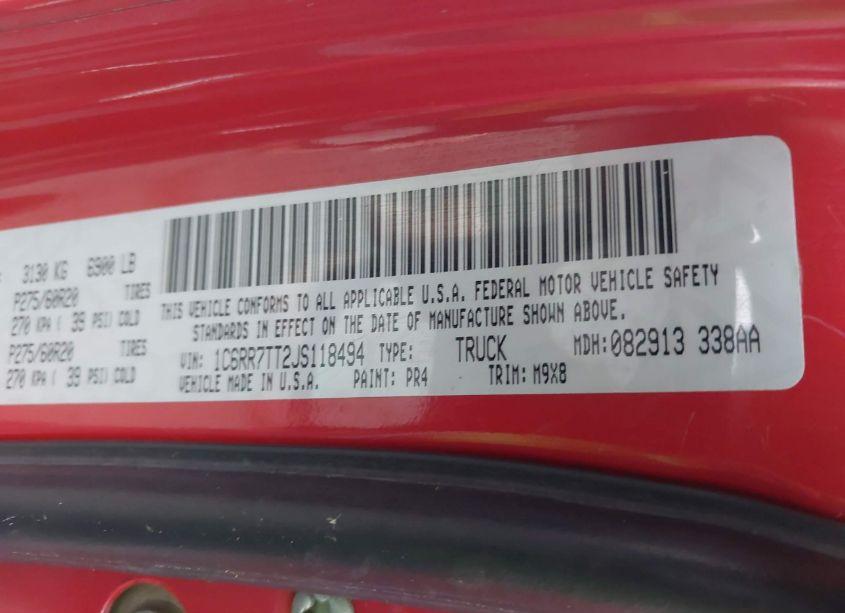 3130 KG 6900 LB
P275/60R20 TIRES
270 KPA ( 39 PSI) COLD
P275/60R20 TIRES
270 KPA ( 39 PSI) COLD
THIS VEHICLE CONFORMS TO ALL APPLICABLE U.S.A. FEDERAL MOTOR VEHICLE SAFETY
STANDARDS IN EFFECT ON THE DATE OF MANUFACTURE SHOWN ABOVE.
VIN: 1C6RR7TT2JS118494 TYPE: TRUCK MDH: 082913 338AA
VEHICLE MADE IN U.S.A. PAINT: PR4 TRIM: M9X8